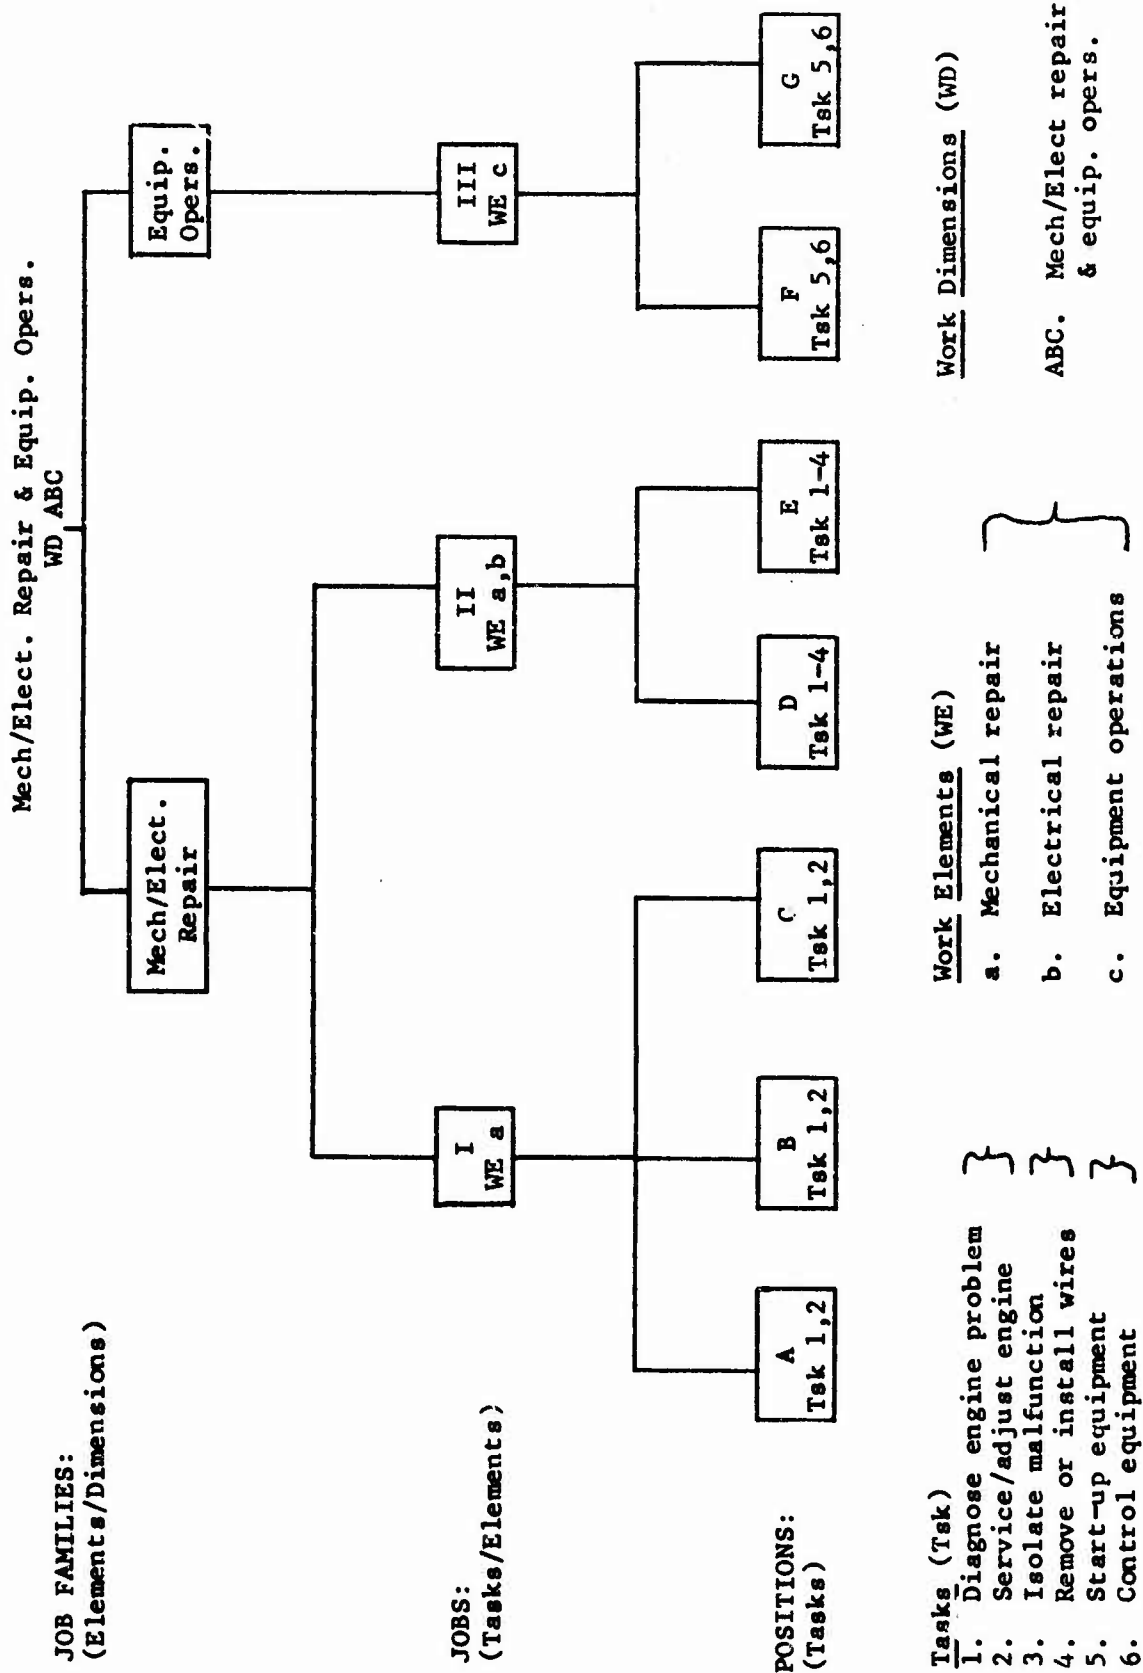 Mech/Elect. Repair & Equip. Opers.
WD ABC
JOB FAMILIES:
(Elements/Dimensions)
Mech/Elect.
Repair
Equip.
Opers.
JOBS:
(Tasks/Elements)
I
WE a
II
WE a,b
III
WE c
POSITIONS:
(Tasks)
A
Tsk 1,2
B
Tsk 1,2
C
Tsk 1,2
D
Tsk 1-4
E
Tsk 1-4
F
Tsk 5,6
G
Tsk 5,6
Tasks (Tsk)
1. Diagnose engine problem
2. Service/adjust engine
3. Isolate malfunction
4. Remove or install wires
5. Start-up equipment
6. Control equipment
Work Elements (WE)
a. Mechanical repair
b. Electrical repair
c. Equipment operations
Work Dimensions (WD)
ABC. Mech/Elect repair
& equip. opers.